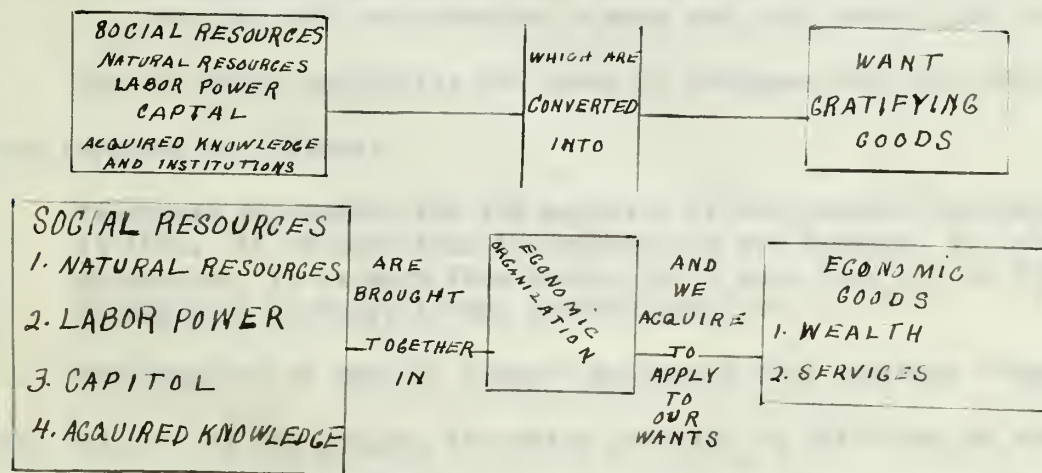 SOCIAL RESOURCES
NATURAL RESOURCES
LABOR POWER
CAPTAL
ACQUIRED KNOWLEDGE
AND INSTITUTIONS
WHICH ARE
CONVERTED
INTO
WANT
GRATIFYING
GOODS
SOCIAL RESOURCES
1. NATURAL RESOURCES
2. LABOR POWER
3. CAPITOL
4. ACQUIRED KNOWLEDGE
ARE
BROUGHT
TOGETHER
IN
ECONOMIC
ORGANIZATION
AND
WE
ACQUIRE
TO
APPLY
TO
OUR
WANTS
ECONOMIC
GOODS
1. WEALTH
2. SERVICES